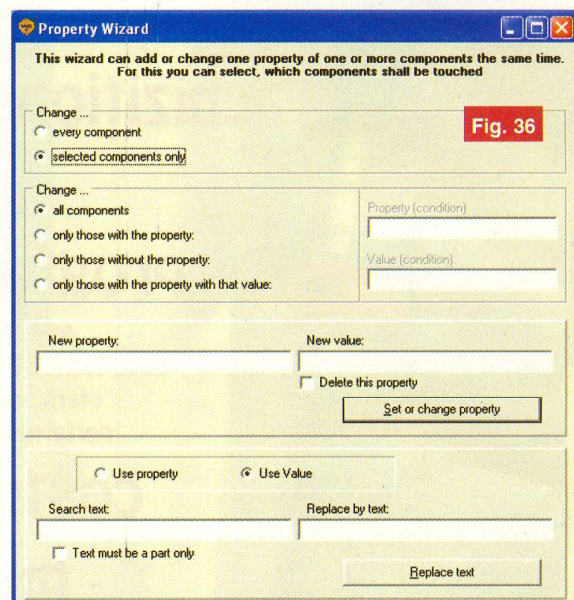 Property Wizard
This wizard can add or change one property of one or more components the same time.
For this you can select, which components shall be touched
Change ...
Fig. 36
every component
selected components only
Change ...
all components
Property (condition)
only those with the property:
only those without the property:
Value (condition)
only those with the property with that value:
New property:
New value:
Delete this property
Set or change property
Use property
Use Value
Search text:
Replace by text:
Text must be a part only
Replace text